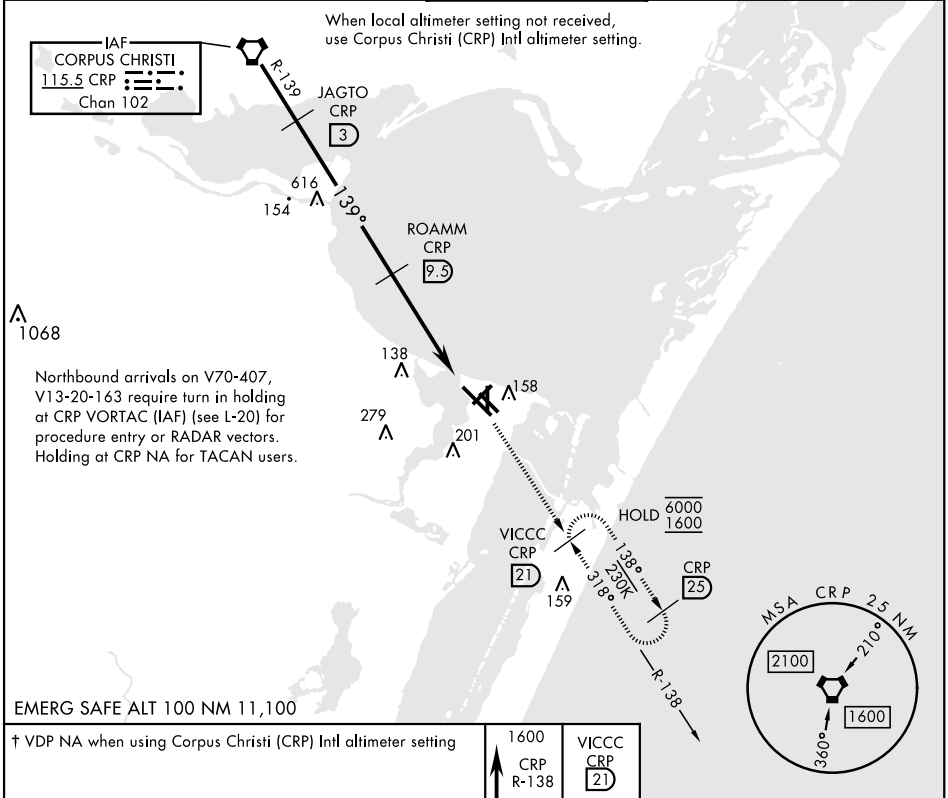 When local altimeter setting not received,
use Corpus Christi (CRP) Intl altimeter setting.
IAF
CORPUS CHRISTI
115.5 CRP
Chan 102
R-139
JAGTO
CRP
3
616
154
139°
ROAMM
CRP
9.5
1068
138
158
Northbound arrivals on V70-407,
V13-20-163 require turn in holding
at CRP VORTAC (IAF) (see L-20) for
procedure entry or RADAR vectors.
Holding at CRP NA for TACAN users.
279
201
HOLD 6000
1600
VICCC
CRP
21
138°
230K
318°
CRP
25
159
R-138
MSA CRP 25 NM
210°
2100
1600
360°
EMERG SAFE ALT 100 NM 11,100
† VDP NA when using Corpus Christi (CRP) Intl altimeter setting
1600
CRP
R-138
VICCC
CRP
21